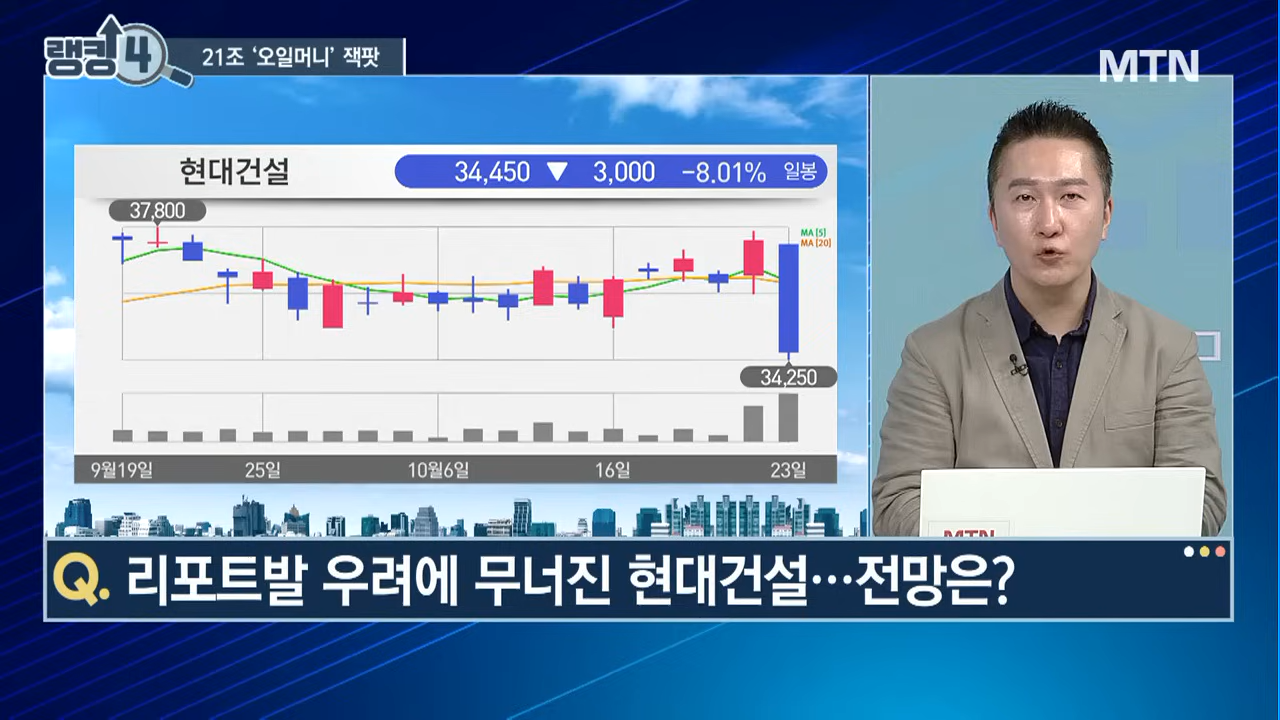 랭킹4
21조 ‘오일머니’ 잭팟
MTN
현대건설
34,450 ▼ 3,000 -8.01% 일봉
37,800
MA [5]
MA [20]
34,250
9월19일 25일 10월6일 16일 23일
MTN
Q. 리포트발 우려에 무너진 현대건설…전망은?